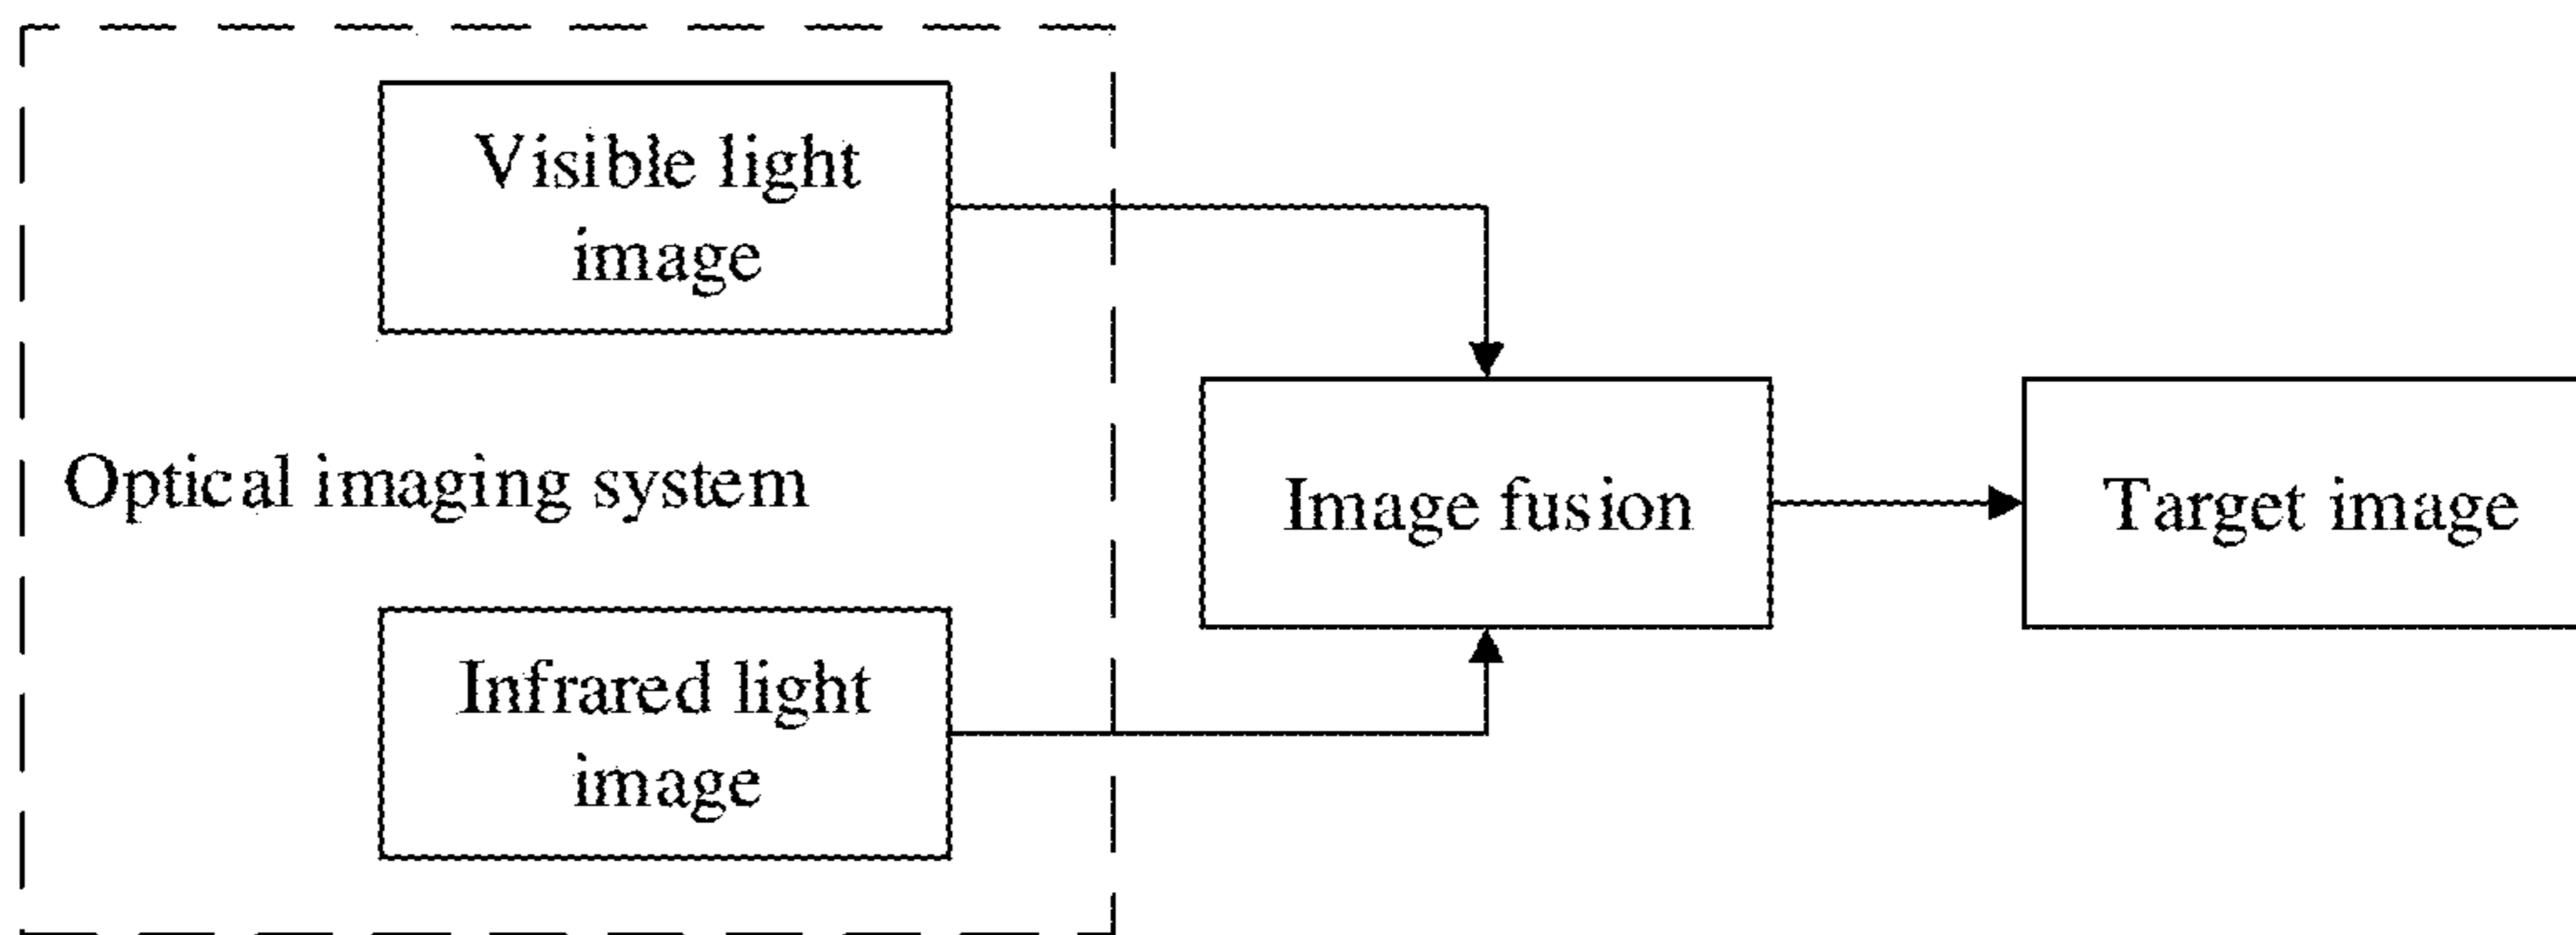 Visible light
image
Optical imaging system
Image fusion
Target image
Infrared light
image